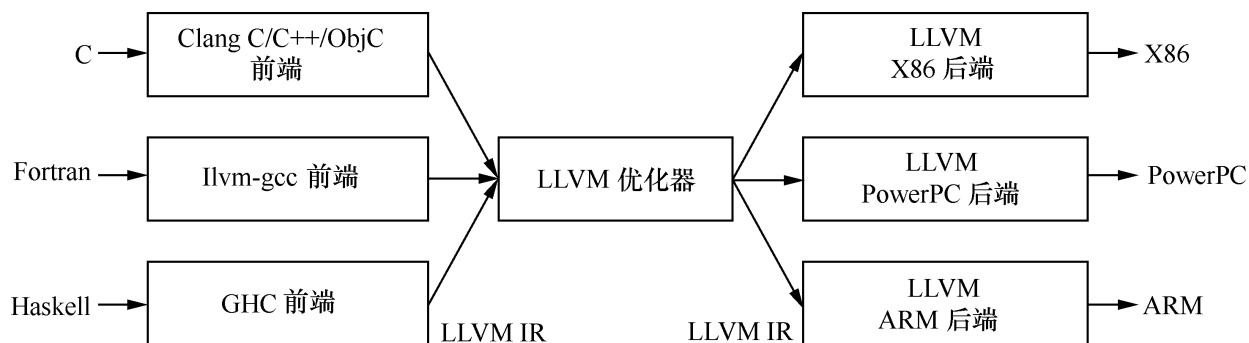 C
Clang C/C++/ObjC
前端
LLVM
X86 后端
X86
Fortran
Ilvm-gcc 前端
LLVM 优化器
LLVM
PowerPC 后端
PowerPC
Haskell
GHC 前端
LLVM IR
LLVM IR
LLVM
ARM 后端
ARM